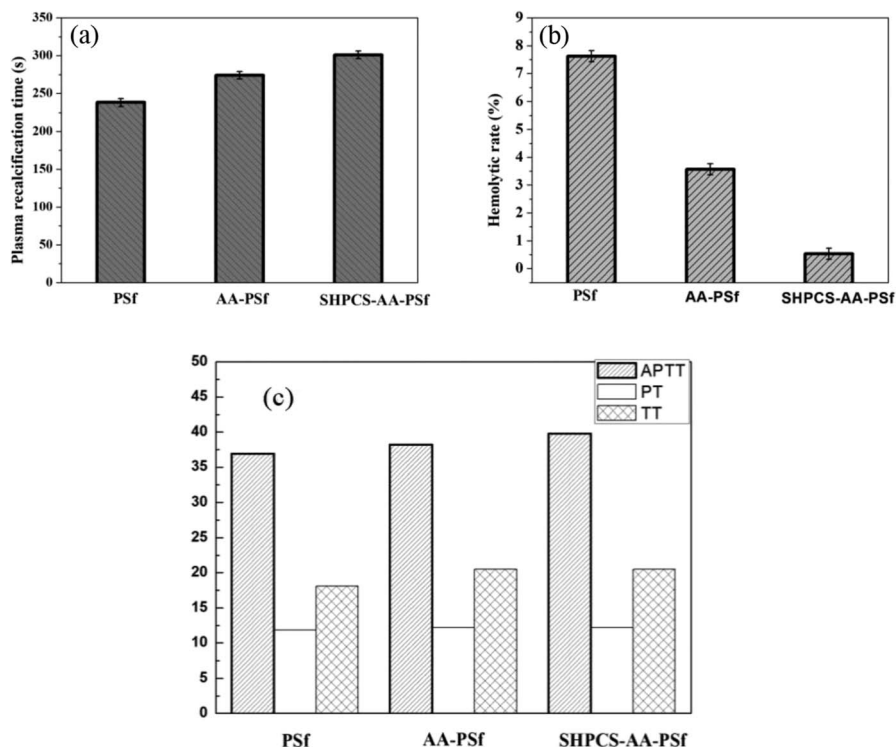 (a)
Plasma recalcification time (s)
350
300
250
200
150
100
50
0
PSf
AA-PSf
SHPCS-AA-PSf
(b)
Hemolytic rate (%)
9
8
7
6
5
4
3
2
1
0
PSf
AA-PSf
SHPCS-AA-PSf
(c)
50
45
40
35
30
25
20
15
10
5
0
APTT
PT
TT
PSf
AA-PSf
SHPCS-AA-PSf